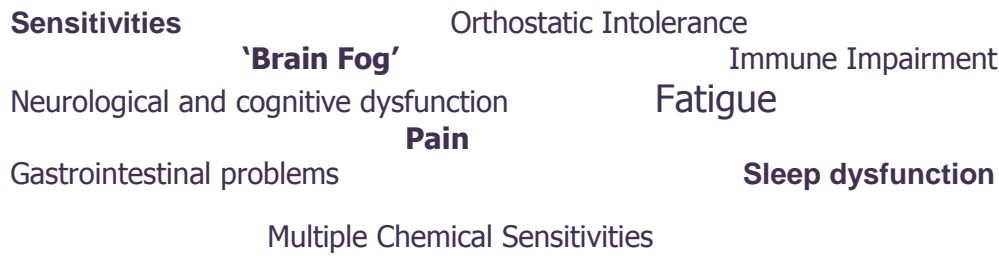 Sensitivities Orthostatic Intolerance
‘Brain Fog’ Immune Impairment
Neurological and cognitive dysfunction Fatigue
Pain
Gastrointestinal problems Sleep dysfunction
Multiple Chemical Sensitivities